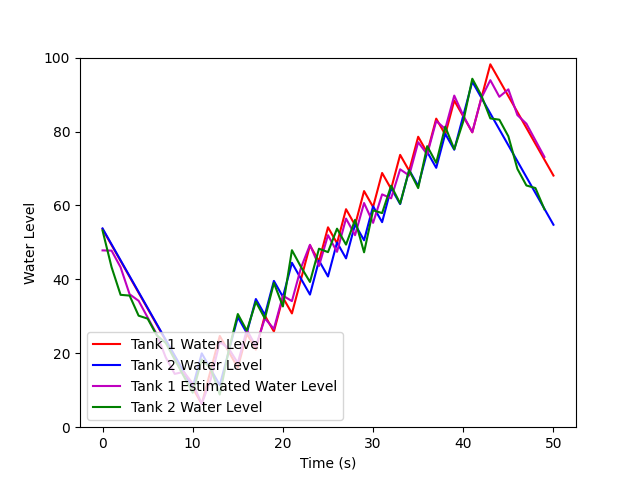 100
80
60
40
20
0
Water Level
Tank 1 Water Level
Tank 2 Water Level
Tank 1 Estimated Water Level
Tank 2 Water Level
0 10 20 30 40 50
Time (s)